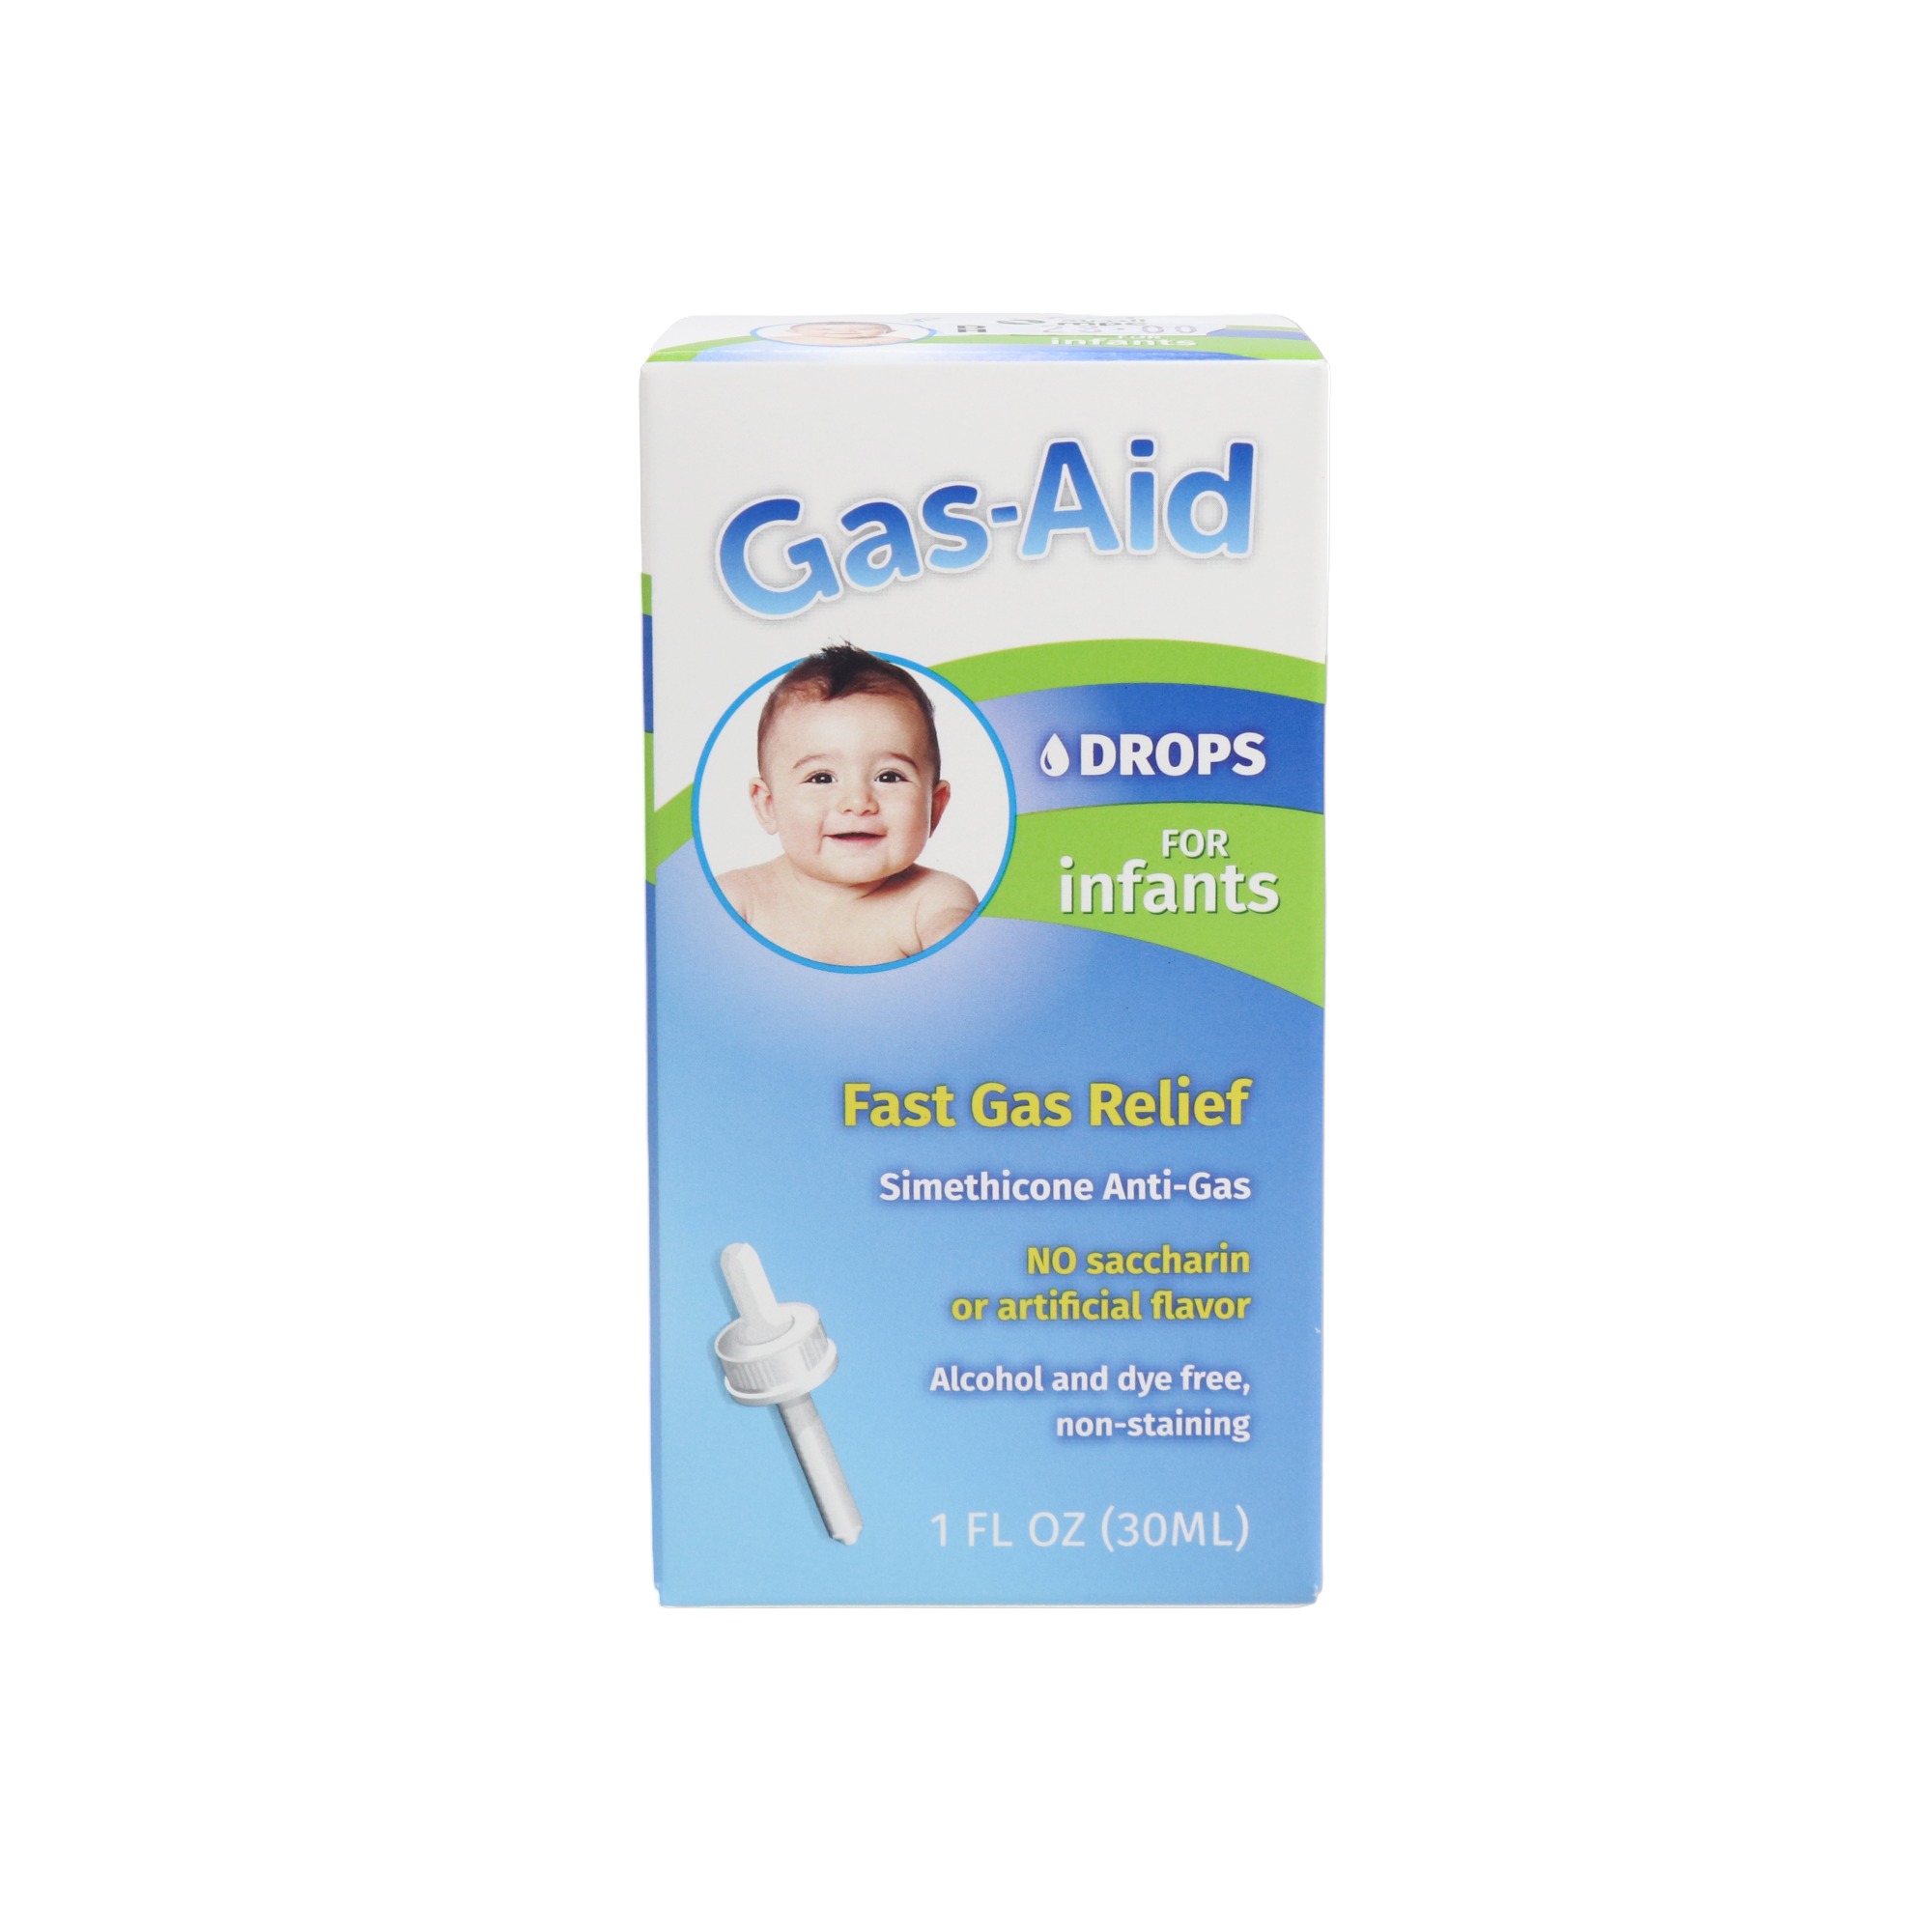 infants
Gas-Aid
DROPS
FOR
infants
Fast Gas Relief
Simethicone Anti-Gas
NO saccharin
or artificial flavor
Alcohol and dye free,
non-staining
1 FL OZ (30ML)